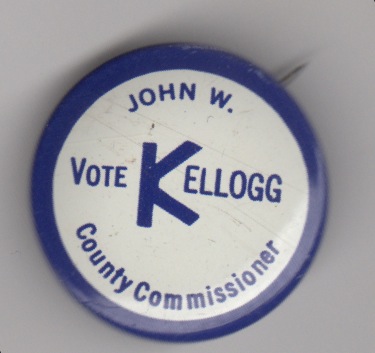 JOHN W.
VOTE KELLOGG
County Commissioner